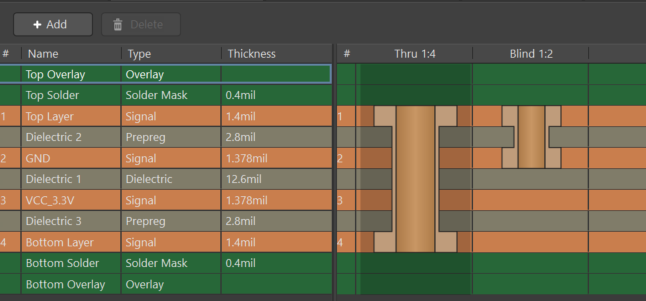 + Add Delete
# Name Type Thickness # Thru 1:4 Blind 1:2
Top Overlay Overlay
Top Solder Solder Mask 0.4mil
1 Top Layer Signal 1.4mil 1
Dielectric 2 Prepreg 2.8mil
2 GND Signal 1.378mil 2
Dielectric 1 Dielectric 12.6mil
3 VCC_3.3V Signal 1.378mil 3
Dielectric 3 Prepreg 2.8mil
4 Bottom Layer Signal 1.4mil 4
Bottom Solder Solder Mask 0.4mil
Bottom Overlay Overlay